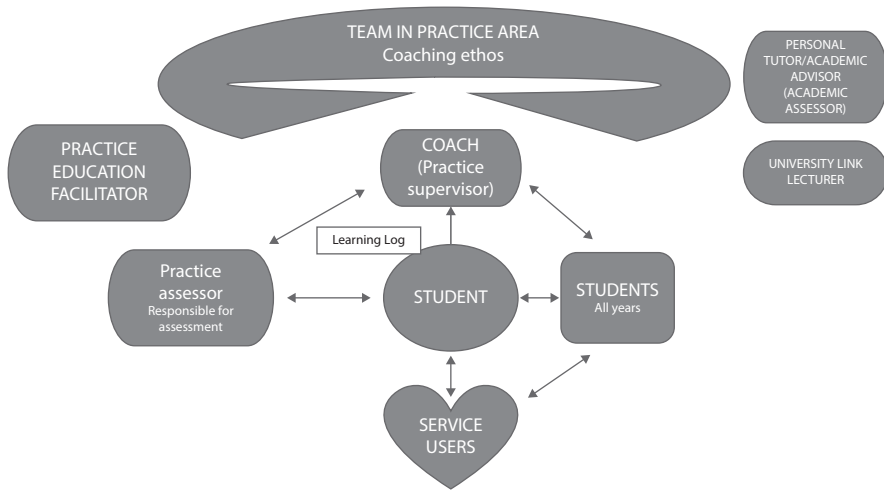 TEAM IN PRACTICE AREA
Coaching ethos
PERSONAL
TUTOR/ACADEMIC
ADVISOR
(ACADEMIC
ASSESSOR)
PRACTICE
EDUCATION
FACILITATOR
COACH
(Practice
supervisor)
UNIVERSITY LINK
LECTURER
Learning Log
Practice
assessor
Responsible for
assessment
STUDENT
STUDENTS
All years
SERVICE
USERS